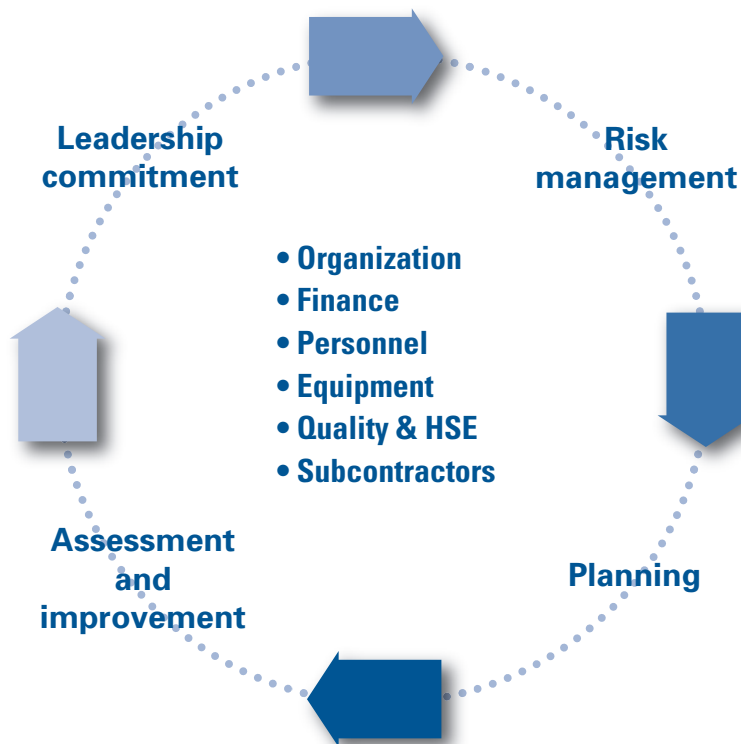 Leadership
commitment
Risk
management
• Organization
• Finance
• Personnel
• Equipment
• Quality & HSE
• Subcontractors
Assessment
and
improvement
Planning